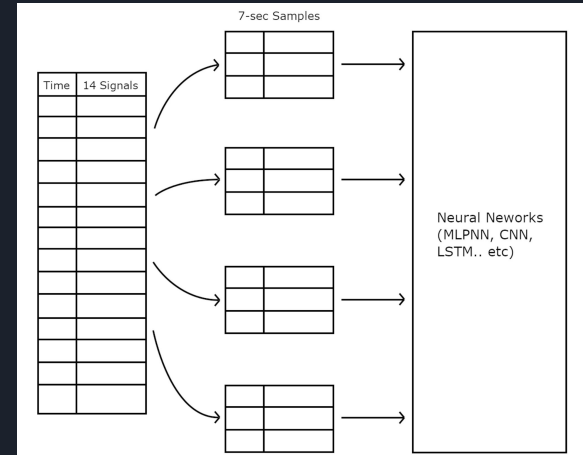 7-sec Samples
Time 14 Signals
Neural Neworks
(MLPNN, CNN,
LSTM.. etc)